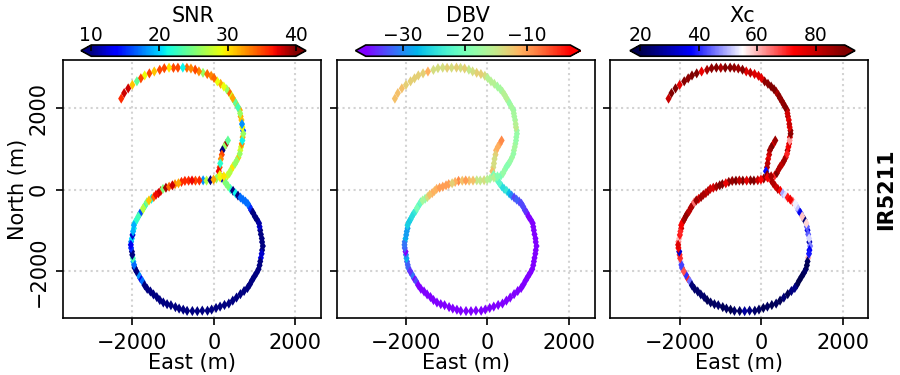 SNR DBV Xc
10 20 30 40 −30 −20 −10 20 40 60 80
2000
0
−2000
North (m)
−2000 0 2000 −2000 0 2000 −2000 0 2000
East (m) East (m) East (m)
IR5211